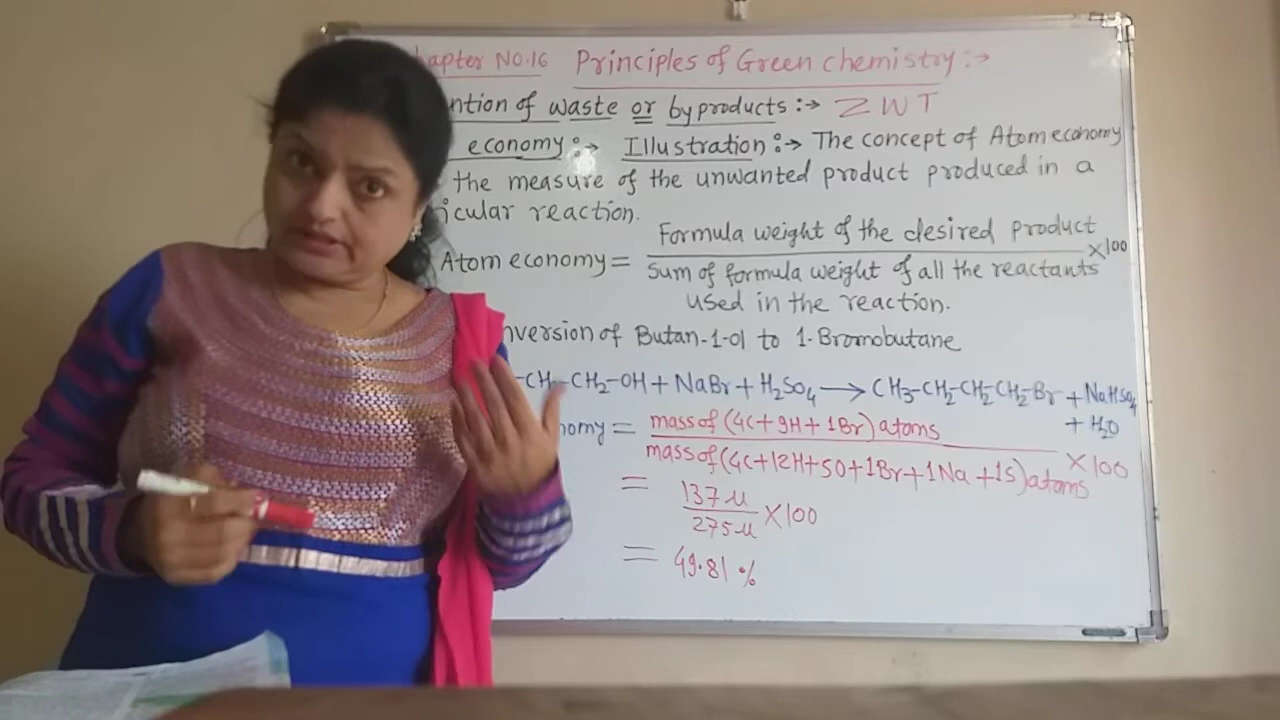 hapter No.16 Principles of Green chemistry :→
ntion of waste or byproducts :→ ZWT
economy :→ Illustration :→ The concept of Atom economy
the measure of the unwanted product produced in a
icular reaction.
Atom economy = Formula weight of the desired product ×100
Sum of formula weight of all the reactants
used in the reaction.
nversion of Butan-1-ol to 1-Bromobutane
-CH₂-CH₂-OH + NaBr + H₂SO₄ → CH₃-CH₂-CH₂-CH₂-Br + NaHSO₄
+ H₂O
nomy = mass of (4C+9H+1Br) atoms ×100
mass of (4C+12H+5O+1Br+1Na+1S) atoms
= 137u ×100
275u
= 49.81 %